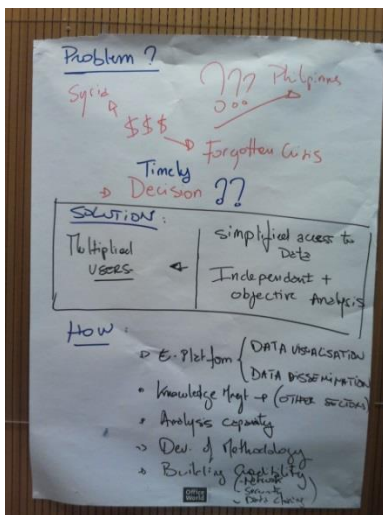 Problem ?
??? Philipines
Syria
$$$
Forgotten Crisis
Timely
Decision ??
SOLUTION :
Multiplied
USERS
simplified access to
Data
Independent +
objective Analysis
HOW :
E-Platform { DATA VISUALISATION
DATA DISSEMINATION
Knowledge Mngt → (OTHER SECTORS)
Analysis capacity
Dev. of Methodology
Building Credibility
- Network
- Security
Office
World